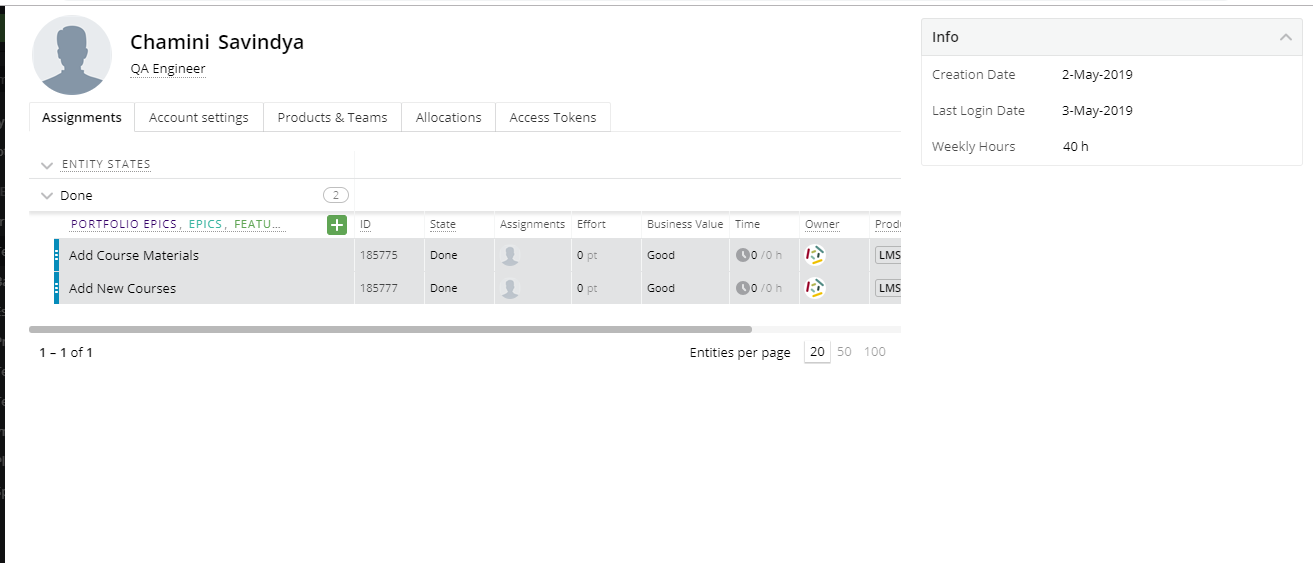 Chamini Savindya
QA Engineer
Assignments Account settings Products & Teams Allocations Access Tokens
ENTITY STATES
Done 2
PORTFOLIO EPICS, EPICS, FEATU... + ID State Assignments Effort Business Value Time Owner Produ
Add Course Materials 185775 Done 0 pt Good 0 /0 h LMS
Add New Courses 185777 Done 0 pt Good 0 /0 h LMS
1 – 1 of 1 Entities per page 20 50 100
Info
Creation Date 2-May-2019
Last Login Date 3-May-2019
Weekly Hours 40 h